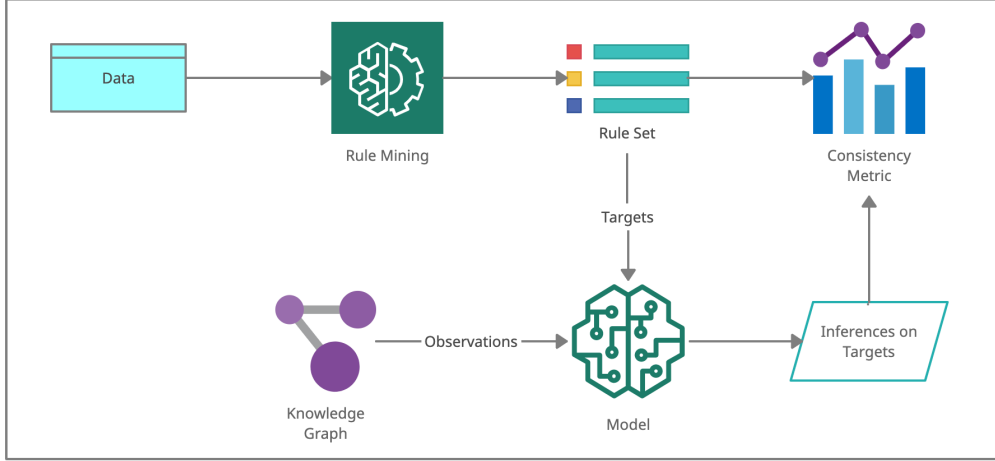 Data
Rule Mining
Rule Set
Consistency
Metric
Targets
Observations
Inferences on
Targets
Knowledge
Graph
Model